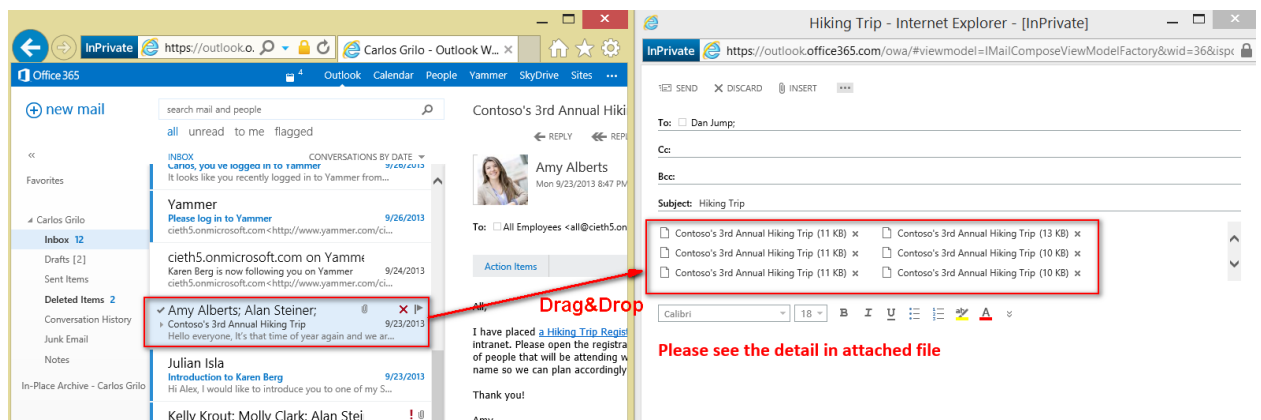 InPrivate https://outlook.o. Carlos Grilo - Outlook W...
Office 365 4 Outlook Calendar People Yammer SkyDrive Sites ...
new mail
search mail and people
all unread to me flagged
«
Favorites
Carlos Grilo
Inbox 12
Drafts [2]
Sent Items
Deleted Items 2
Conversation History
Junk Email
Notes
In-Place Archive - Carlos Grilo
INBOX CONVERSATIONS BY DATE
Carlos, you've logged in to Yammer 9/26/2013
It looks like you recently logged in to Yammer from...
Yammer
Please log in to Yammer 9/26/2013
cieth5.onmicrosoft.com<http://www.yammer.com/ci...
cieth5.onmicrosoft.com on Yamme
Karen Berg is now following you on Yammer 9/24/2013
cieth5.onmicrosoft.com<http://www.yammer.com/ci...
Amy Alberts; Alan Steiner;
Contoso's 3rd Annual Hiking Trip 9/23/2013
Hello everyone, It's that time of year again and we ar...
Julian Isla
Introduction to Karen Berg 9/23/2013
Hi Alex, I would like to introduce you to one of my S...
Kelly Krout; Molly Clark; Alan Stei
Contoso's 3rd Annual Hiki
REPLY REPL
Amy Alberts
Mon 9/23/2013 8:47 PM
To: All Employees <all@cieth5.on
Action Items
All,
I have placed a Hiking Trip Regist
intranet. Please open the registra
of people that will be attending w
name so we can plan accordingly
Thank you!
Amy
Drag&Drop
Hiking Trip - Internet Explorer - [InPrivate]
InPrivate https://outlook.office365.com/owa/#viewmodel=IMailComposeViewModelFactory&wid=36&ispc
SEND DISCARD INSERT ...
To: Dan Jump;
Cc:
Bcc:
Subject: Hiking Trip
Contoso's 3rd Annual Hiking Trip (11 KB) × Contoso's 3rd Annual Hiking Trip (13 KB) ×
Contoso's 3rd Annual Hiking Trip (11 KB) × Contoso's 3rd Annual Hiking Trip (10 KB) ×
Contoso's 3rd Annual Hiking Trip (11 KB) × Contoso's 3rd Annual Hiking Trip (10 KB) ×
Calibri 18 B I U A
Please see the detail in attached file